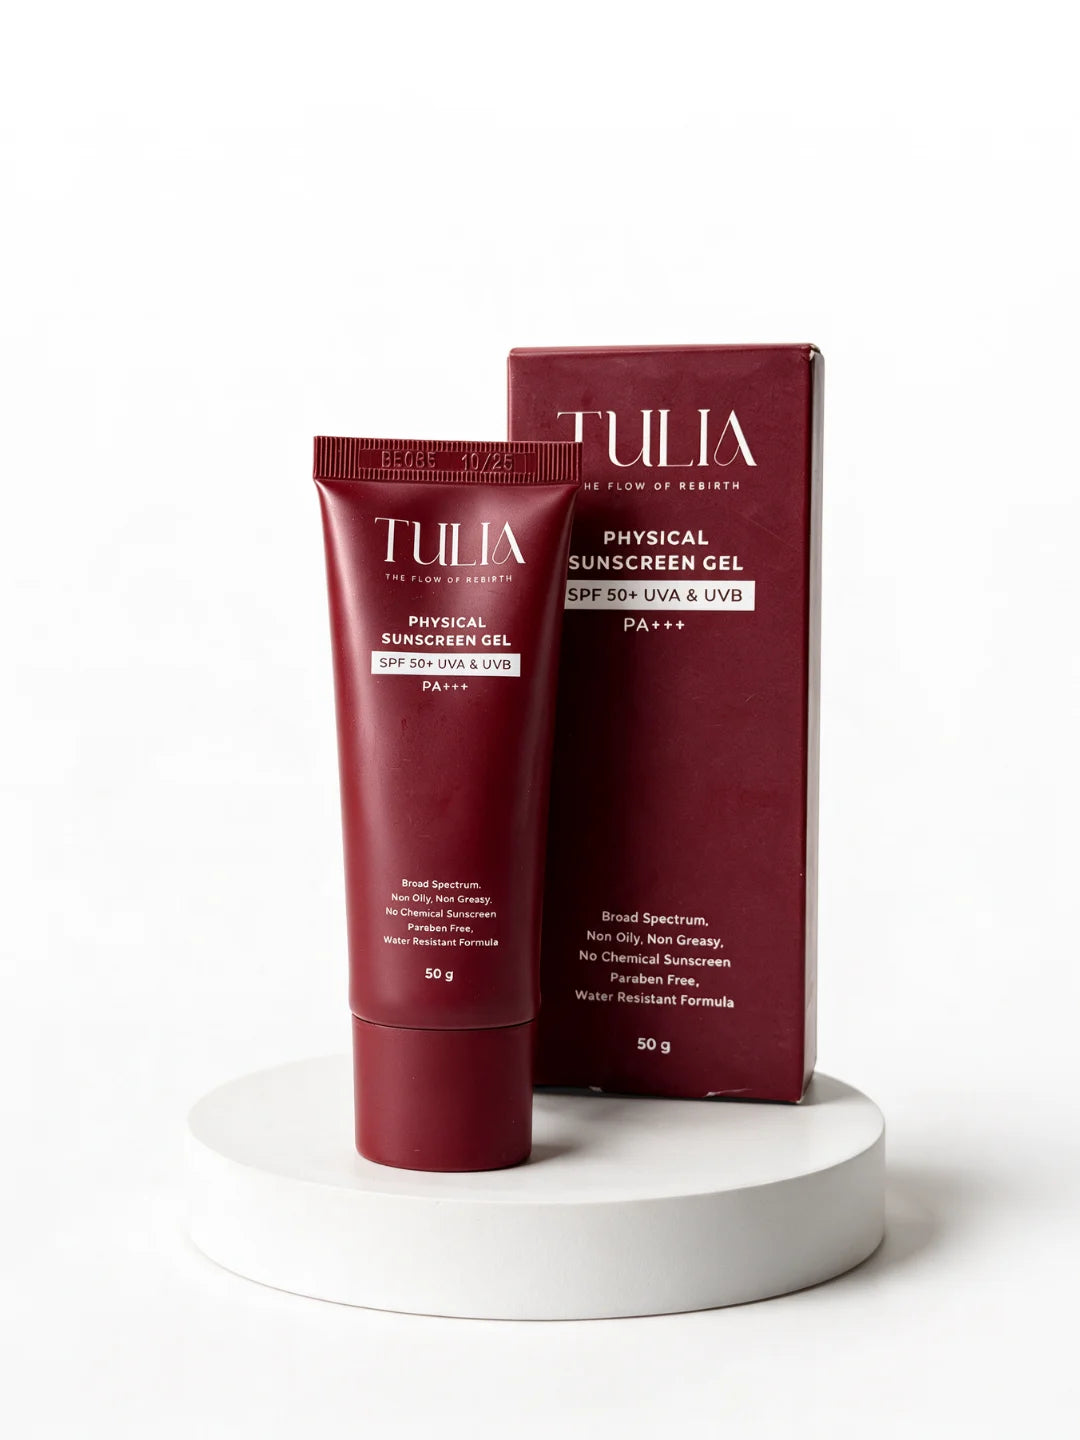 BE085 10/25
TULIA
THE FLOW OF REBIRTH
PHYSICAL
SUNSCREEN GEL
SPF 50+ UVA & UVB
PA+++
Broad Spectrum.
Non Oily, Non Greasy.
No Chemical Sunscreen
Paraben Free,
Water Resistant Formula
50 g
TULIA
HE FLOW OF REBIRTH
PHYSICAL
SUNSCREEN GEL
SPF 50+ UVA & UVB
PA+++
Broad Spectrum,
Non Oily, Non Greasy,
No Chemical Sunscreen
Paraben Free,
Water Resistant Formula
50 g